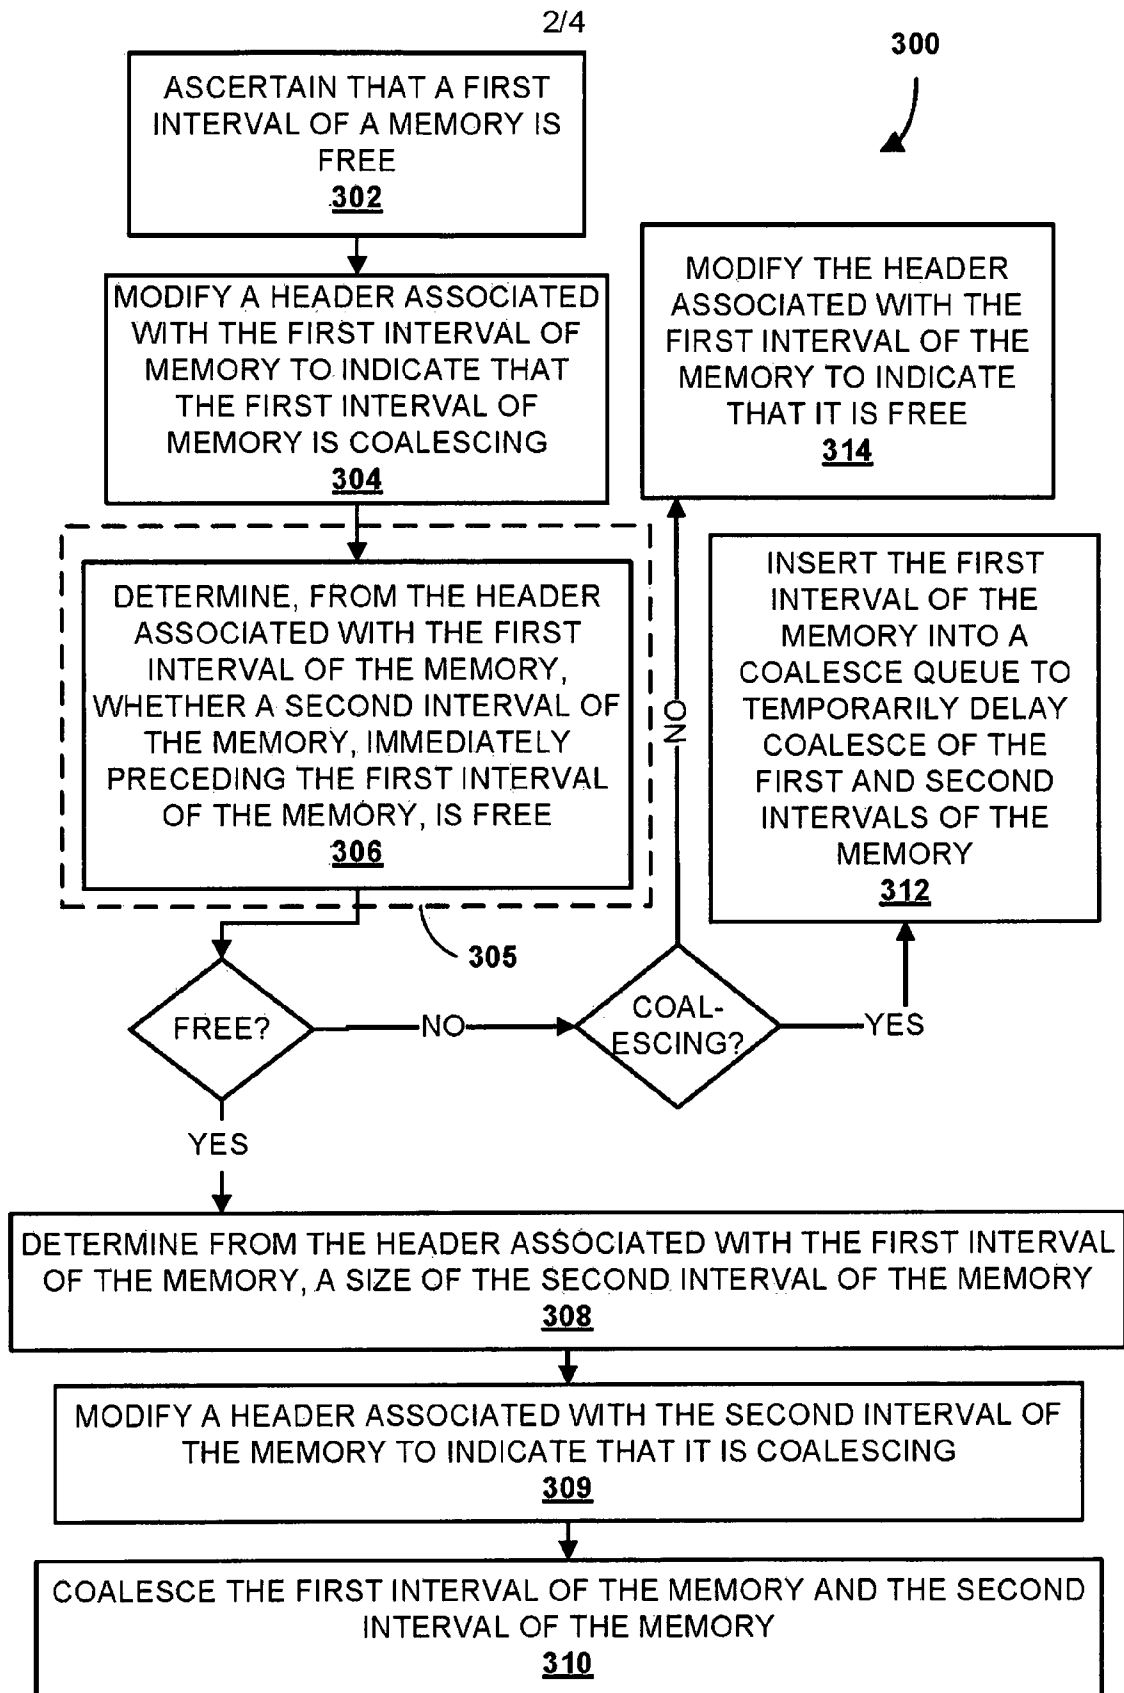 2/4
300
ASCERTAIN THAT A FIRST
INTERVAL OF A MEMORY IS
FREE
302
MODIFY A HEADER ASSOCIATED
WITH THE FIRST INTERVAL OF
MEMORY TO INDICATE THAT
THE FIRST INTERVAL OF
MEMORY IS COALESCING
304
MODIFY THE HEADER
ASSOCIATED WITH THE
FIRST INTERVAL OF THE
MEMORY TO INDICATE
THAT IT IS FREE
314
DETERMINE, FROM THE HEADER
ASSOCIATED WITH THE FIRST
INTERVAL OF THE MEMORY,
WHETHER A SECOND INTERVAL OF
THE MEMORY, IMMEDIATELY
PRECEDING THE FIRST INTERVAL
OF THE MEMORY, IS FREE
306
305
NO
INSERT THE FIRST
INTERVAL OF THE
MEMORY INTO A
COALESCE QUEUE TO
TEMPORARILY DELAY
COALESCE OF THE
FIRST AND SECOND
INTERVALS OF THE
MEMORY
312
FREE?
NO
COAL-
ESCING?
YES
YES
DETERMINE FROM THE HEADER ASSOCIATED WITH THE FIRST INTERVAL
OF THE MEMORY, A SIZE OF THE SECOND INTERVAL OF THE MEMORY
308
MODIFY A HEADER ASSOCIATED WITH THE SECOND INTERVAL OF
THE MEMORY TO INDICATE THAT IT IS COALESCING
309
COALESCE THE FIRST INTERVAL OF THE MEMORY AND THE SECOND
INTERVAL OF THE MEMORY
310